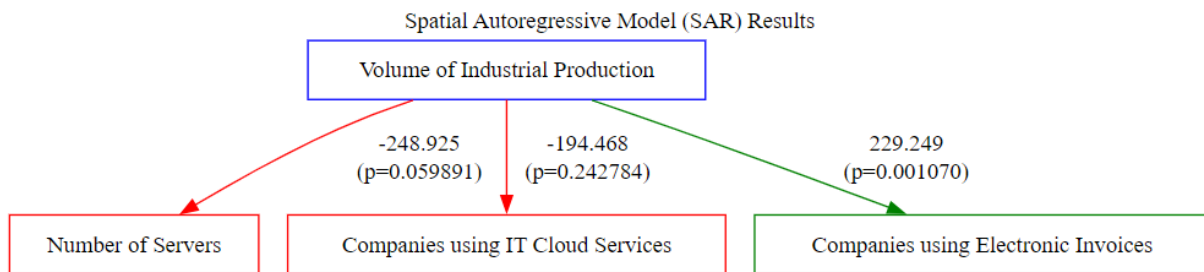 Spatial Autoregressive Model (SAR) Results
Volume of Industrial Production
-248.925
(p=0.059891)
-194.468
(p=0.242784)
229.249
(p=0.001070)
Number of Servers
Companies using IT Cloud Services
Companies using Electronic Invoices